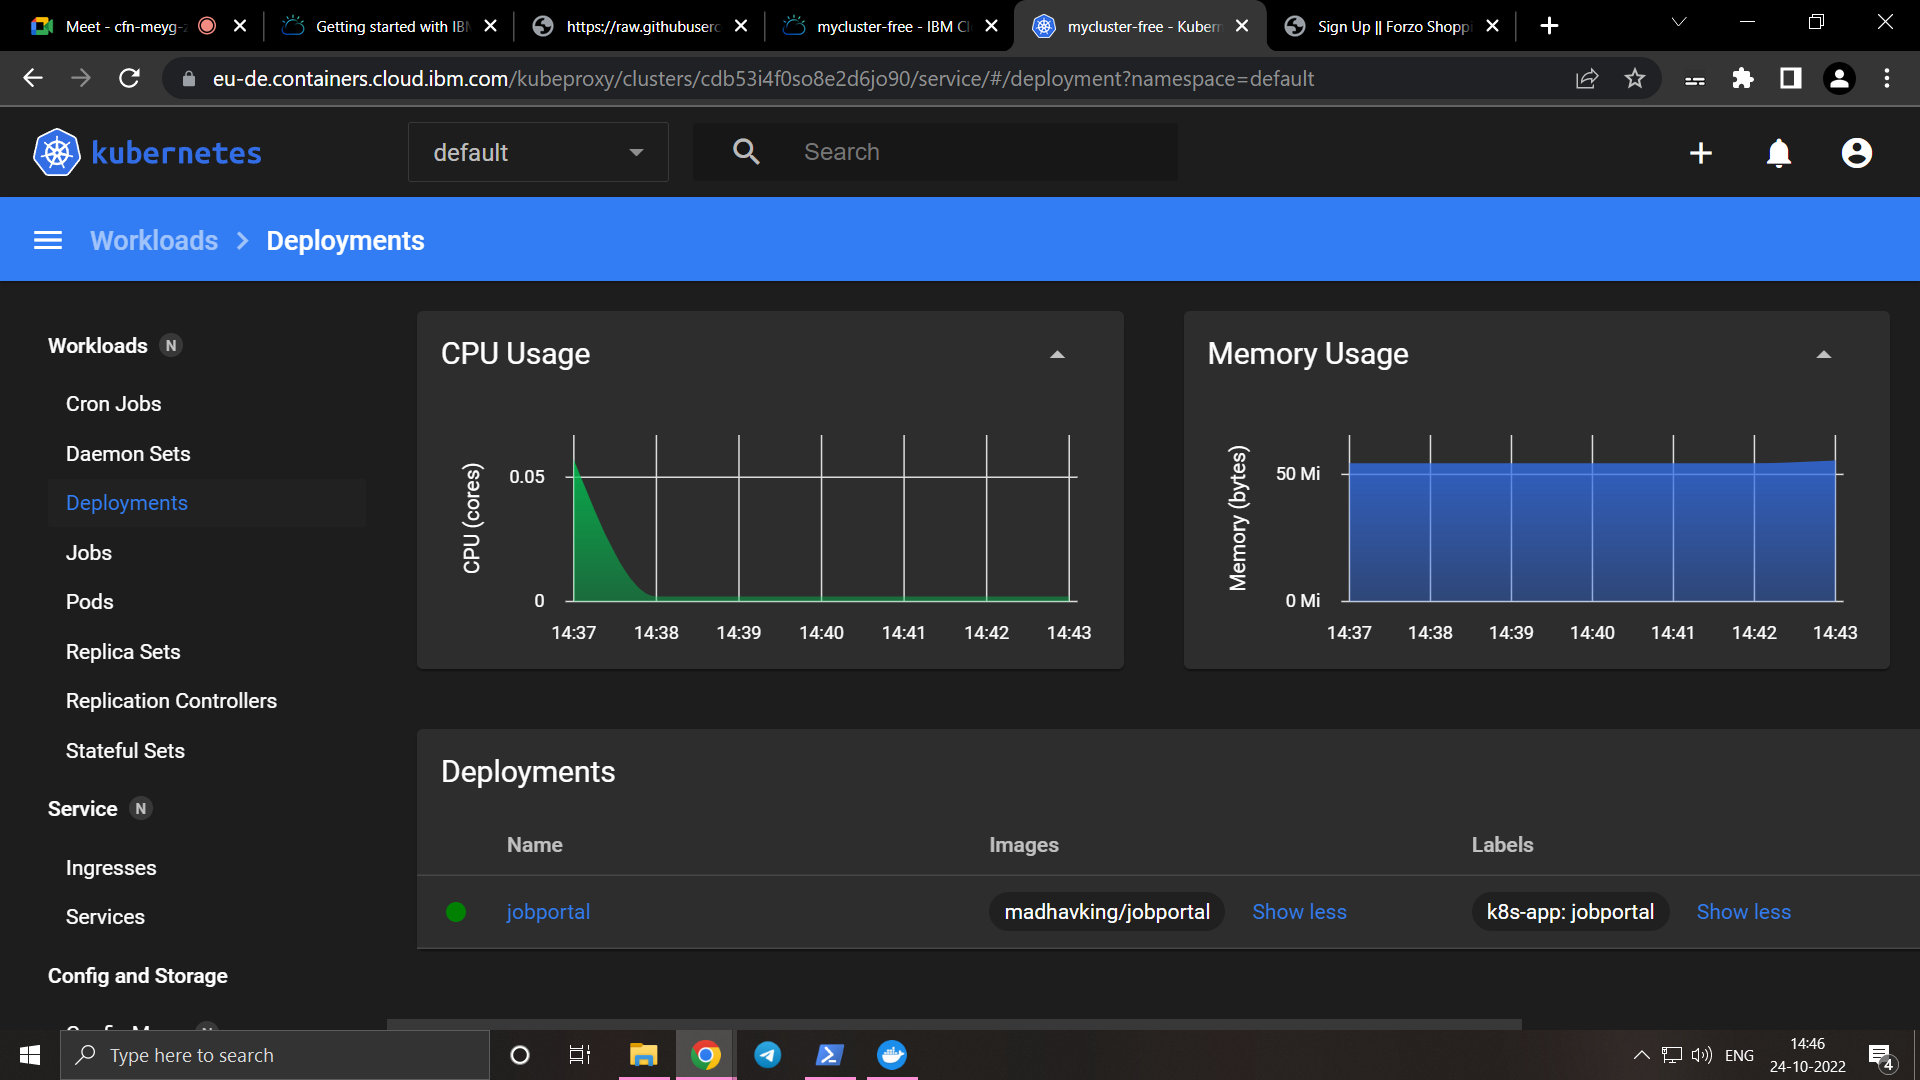 Meet - cfn-meyg-z
Getting started with IBM
https://raw.githubuserc
mycluster-free - IBM Cl
mycluster-free - Kubern
Sign Up || Forzo Shoppi
eu-de.containers.cloud.ibm.com/kubeproxy/clusters/cdb53i4f0so8e2d6jo90/service/#/deployment?namespace=default
kubernetes
default
Search
Workloads
Deployments
Workloads N
Cron Jobs
Daemon Sets
Deployments
Jobs
Pods
Replica Sets
Replication Controllers
Stateful Sets
Service N
Ingresses
Services
Config and Storage
CPU Usage
CPU (cores)
0.05
0
14:37 14:38 14:39 14:40 14:41 14:42 14:43
Memory Usage
Memory (bytes)
50 Mi
0 Mi
14:37 14:38 14:39 14:40 14:41 14:42 14:43
Deployments
Name Images Labels
jobportal madhavking/jobportal Show less k8s-app: jobportal Show less
Type here to search
ENG
14:46
24-10-2022
4